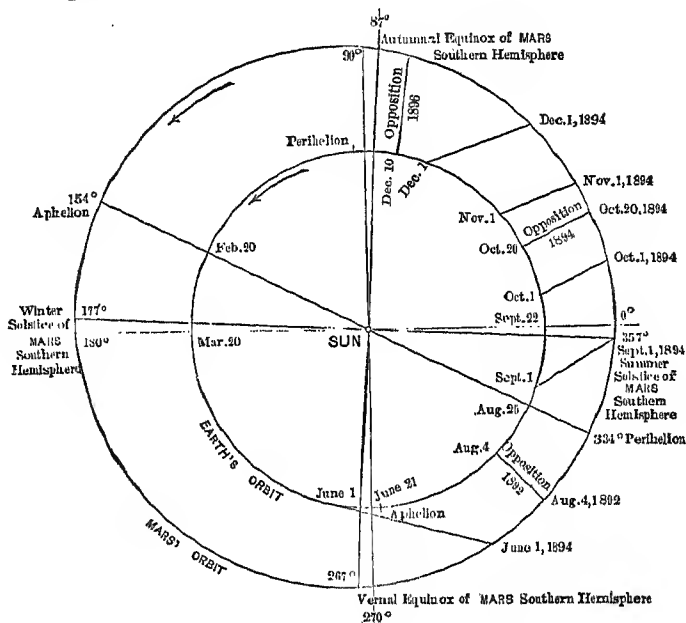 87°
90°
Autumnal Equinox of MARS
Southern Hemisphere
Opposition
1896
Dec. 1, 1894
Perihelion
Dec. 10
Dec. 1
Nov. 1, 1894
154°
Aphelion
Nov. 1
Oct. 20, 1894
Opposition
1894
Feb. 20
Oct. 20
Oct. 1, 1894
Oct. 1
Winter
Solstice of
MARS
Southern
Hemisphere
177°
180°
Mar. 20
SUN
Sept. 22
0°
357°
Sept. 1, 1894
Summer
Solstice of
MARS
Southern
Hemisphere
Sept. 1
Aug. 25
334° Perihelion
Aug. 4
Opposition
1892
Aug. 4, 1892
EARTH'S ORBIT
June 1
June 21
Aphelion
June 1, 1894
MARS' ORBIT
267°
Vernal Equinox of MARS Southern Hemisphere
270°